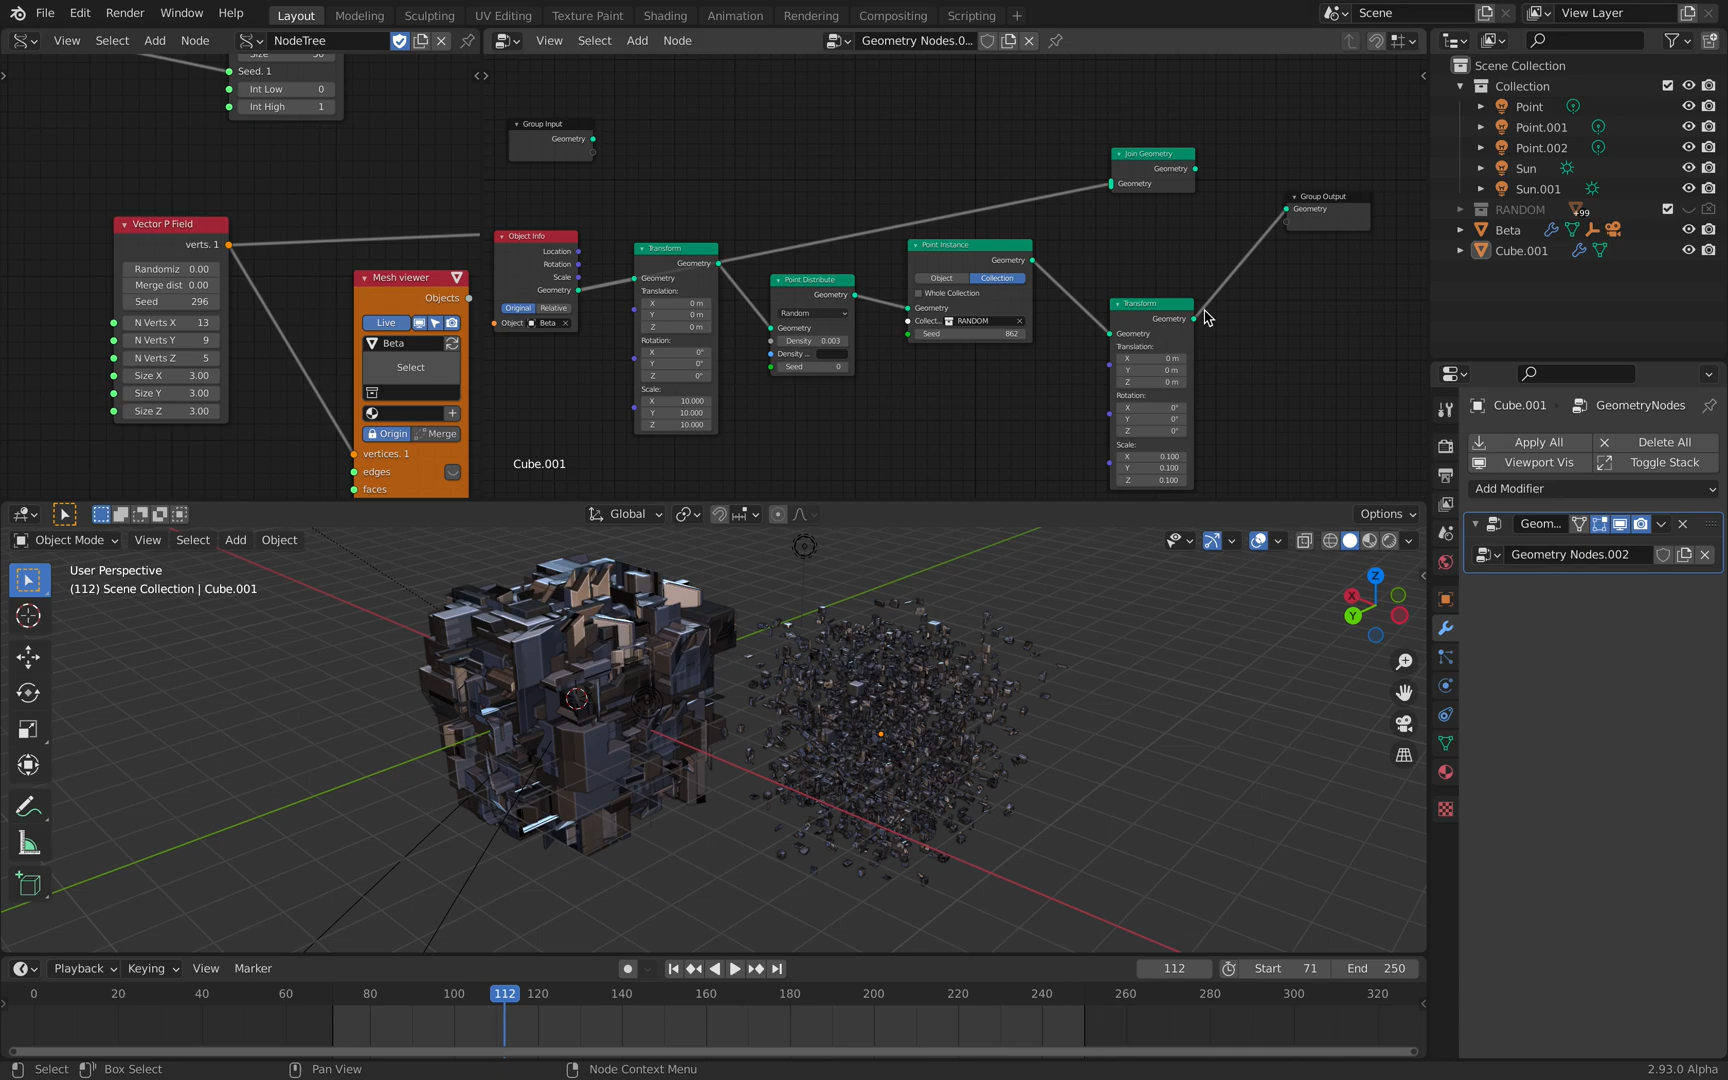 File Edit Render Window Help Layout Modeling Sculpting UV Editing Texture Paint Shading Animation Rendering Compositing Scripting + Scene View Layer
View Select Add Node NodeTree View Select Add Node Geometry Nodes.0...
Seed. 1
Int Low 0
Int High 1
Vector P Field
verts. 1
Randomiz 0.00
Merge dist 0.00
Seed 296
N Verts X 13
N Verts Y 9
N Verts Z 5
Size X 3.00
Size Y 3.00
Size Z 3.00
Mesh viewer
Objects
Live
Beta
Select
Origin Merge
vertices. 1
edges
faces
Group Input
Geometry
Object Info
Location
Rotation
Scale
Geometry
Original Relative
Object Beta
Transform
Geometry
Geometry
Translation:
X 0 m
Y 0 m
Z 0 m
Rotation:
X 0°
Y 0°
Z 0°
Scale:
X 10.000
Y 10.000
Z 10.000
Point Distribute
Geometry
Random
Geometry
Density 0.003
Density ...
Seed 0
Point Instance
Geometry
Object Collection
Whole Collection
Geometry
Collect... RANDOM
Seed 862
Join Geometry
Geometry
Geometry
Transform
Geometry
Geometry
Translation:
X 0 m
Y 0 m
Z 0 m
Rotation:
X 0°
Y 0°
Z 0°
Scale:
X 0.100
Y 0.100
Z 0.100
Group Output
Geometry
Cube.001
Scene Collection
Collection
Point
Point.001
Point.002
Sun
Sun.001
RANDOM +99
Beta
Cube.001
Cube.001 GeometryNodes
Apply All Delete All
Viewport Vis Toggle Stack
Add Modifier
Geom...
Geometry Nodes.002
Global Options
Object Mode View Select Add Object
User Perspective
(112) Scene Collection | Cube.001
Z
X
Y
Playback Keying View Marker 112 Start 71 End 250
0 20 40 60 80 100 112 120 140 160 180 200 220 240 260 280 300 320
Select Box Select Pan View Node Context Menu 2.93.0 Alpha